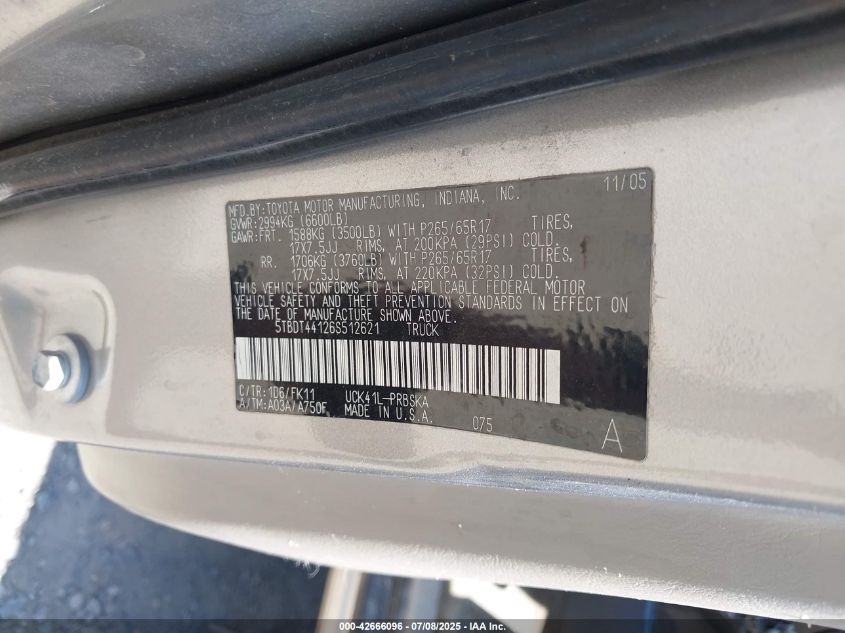 MFD.BY:TOYOTA MOTOR MANUFACTURING, INDIANA, INC. 11/05
GVWR:2994KG (6600LB)
GAWR:FRT. 1588KG (3500LB) WITH P265/65R17 TIRES,
17X7.5JJ RIMS, AT 200KPA (29PSI) COLD.
RR. 1706KG (3760LB) WITH P265/65R17 TIRES,
17X7.5JJ RIMS, AT 220KPA (32PSI) COLD.
THIS VEHICLE CONFORMS TO ALL APPLICABLE FEDERAL MOTOR
VEHICLE SAFETY AND THEFT PREVENTION STANDARDS IN EFFECT ON
THE DATE OF MANUFACTURE SHOWN ABOVE.
5TBDT44126S512621 TRUCK
C/TR:1D6/FK11 UCK41L-PRBSKA
A/TM:A03A/A750F MADE IN U.S.A. 075 A
000-42666096 - 07/08/2025 - IAA Inc.